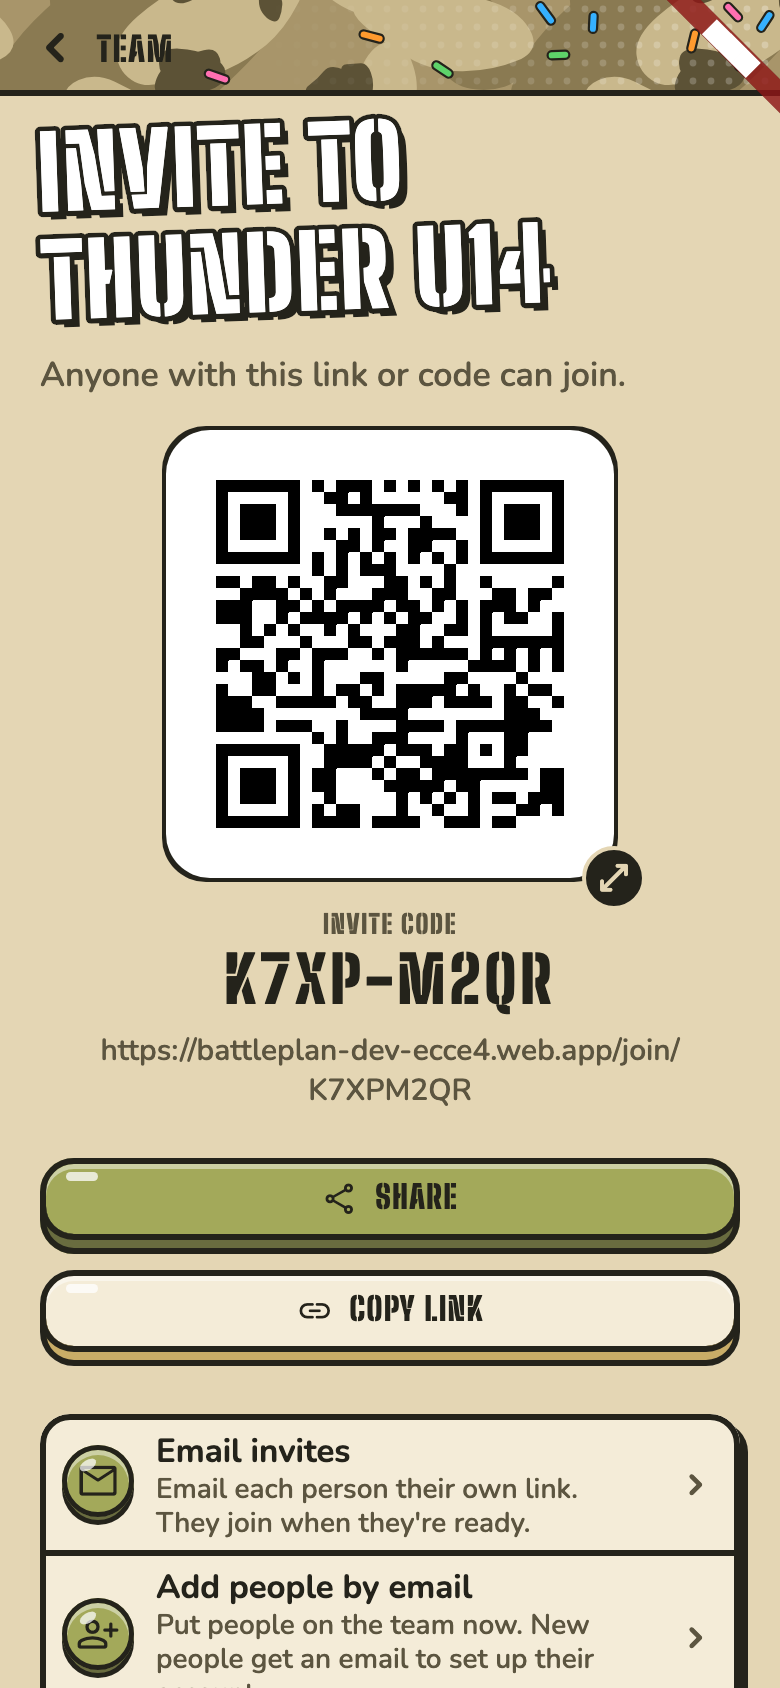 TEAM
INVITE TO
THUNDER U14
Anyone with this link or code can join.
INVITE CODE
K7XP-M2QR
https://battleplan-dev-ecce4.web.app/join/
K7XPM2QR
SHARE
COPY LINK
Email invites
Email each person their own link.
They join when they're ready.
Add people by email
Put people on the team now. New
people get an email to set up their